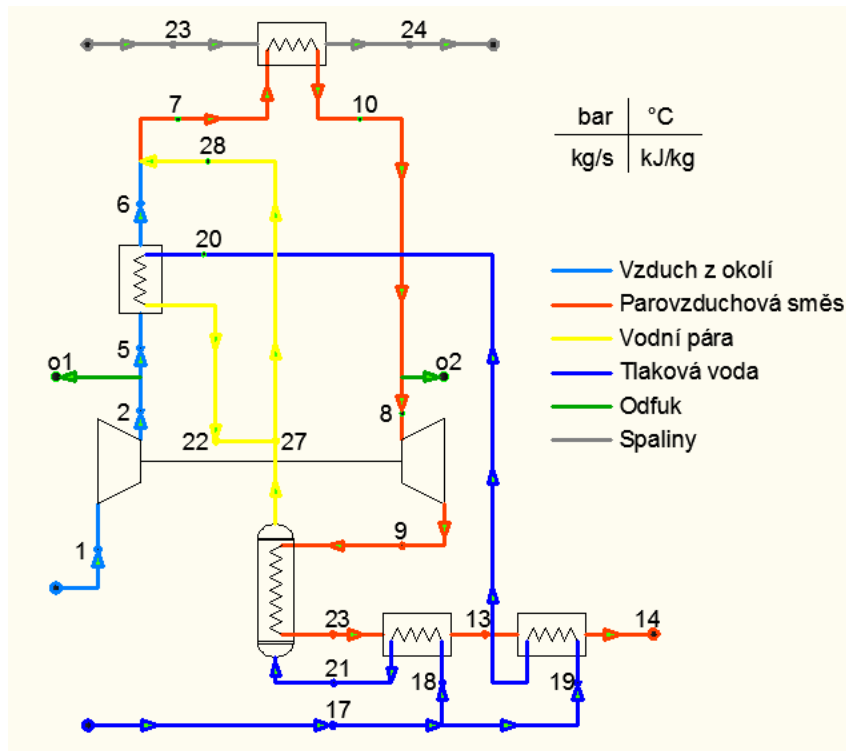 23
24
7
10
bar
°C
kg/s
kJ/kg
28
6
20
Vzduch z okolí
Parovzduchová směs
Vodní pára
Tlaková voda
Odfuk
Spaliny
5
o1
o2
2
8
22
27
1
9
23
13
14
21
18
19
17